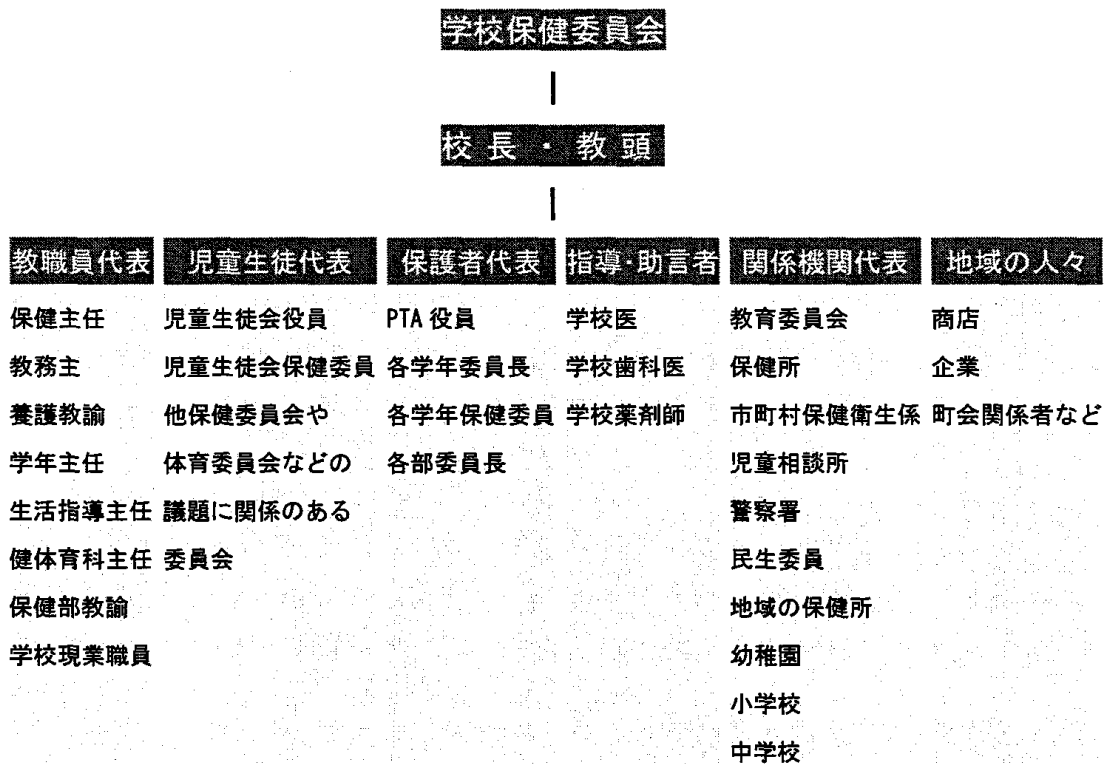 学校保健委員会
校長・教頭
教職員代表
保健主任
教務主
養護教諭
学年主任
生活指導主任
健体育科主任
保健部教諭
学校現業職員
児童生徒代表
児童生徒会役員
児童生徒会保健委員
他保健委員会や
体育委員会などの
議題に関係のある
委員会
保護者代表
PTA 役員
各学年委員長
各学年保健委員
各部委員長
指導・助言者
学校医
学校歯科医
学校薬剤師
関係機関代表
教育委員会
保健所
市町村保健衛生係
児童相談所
警察署
民生委員
地域の保健所
幼稚園
小学校
中学校
地域の人々
商店
企業
町会関係者など